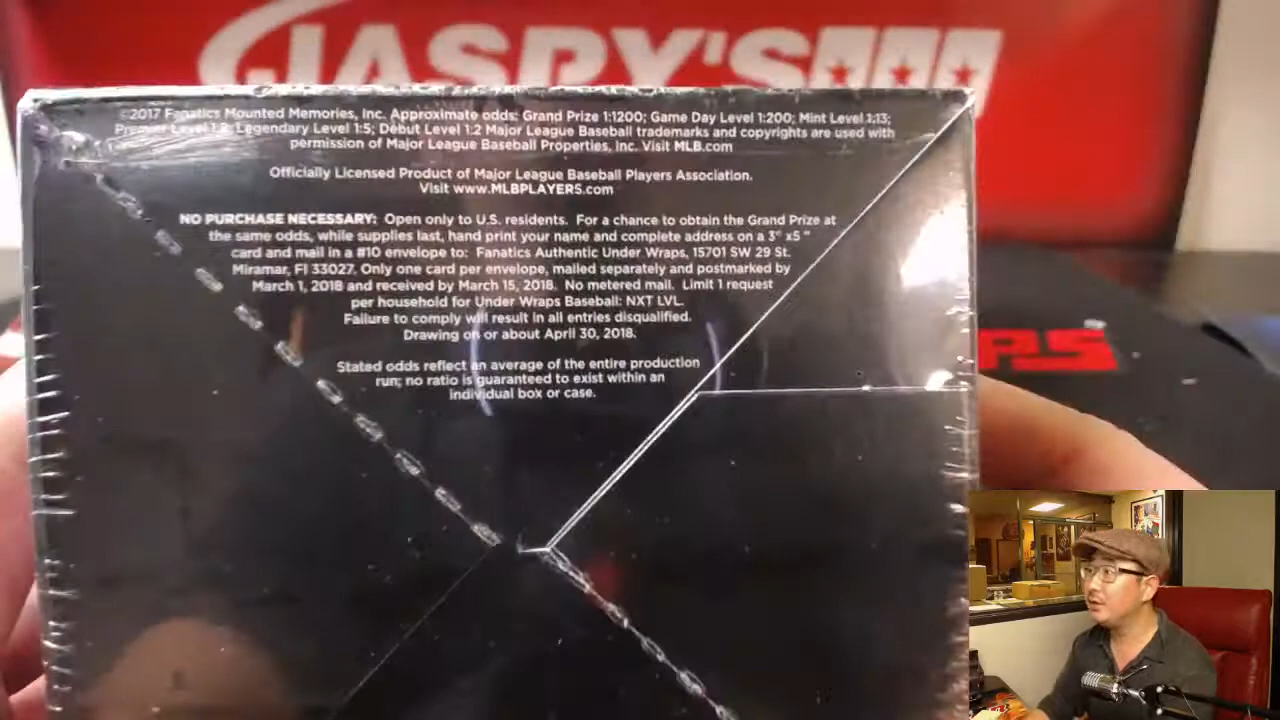 JASPY'S
©2017 Fanatics Mounted Memories, Inc. Approximate odds: Grand Prize 1:1200; Game Day Level 1:200; Mint Level 1:13;
Premier Level 1:2; Legendary Level 1:5; Debut Level 1:2 Major League Baseball trademarks and copyrights are used with
permission of Major League Baseball Properties, Inc. Visit MLB.com
Officially Licensed Product of Major League Baseball Players Association.
Visit www.MLBPLAYERS.com
NO PURCHASE NECESSARY: Open only to U.S. residents. For a chance to obtain the Grand Prize at
the same odds, while supplies last, hand print your name and complete address on a 3" x5 "
card and mail in a #10 envelope to: Fanatics Authentic Under Wraps, 15701 SW 29 St.
Miramar, Fl 33027. Only one card per envelope, mailed separately and postmarked by
March 1, 2018 and received by March 15, 2018. No metered mail. Limit 1 request
per household for Under Wraps Baseball: NXT LVL.
Failure to comply will result in all entries disqualified.
Drawing on or about April 30, 2018.
Stated odds reflect an average of the entire production
run; no ratio is guaranteed to exist within an
individual box or case.